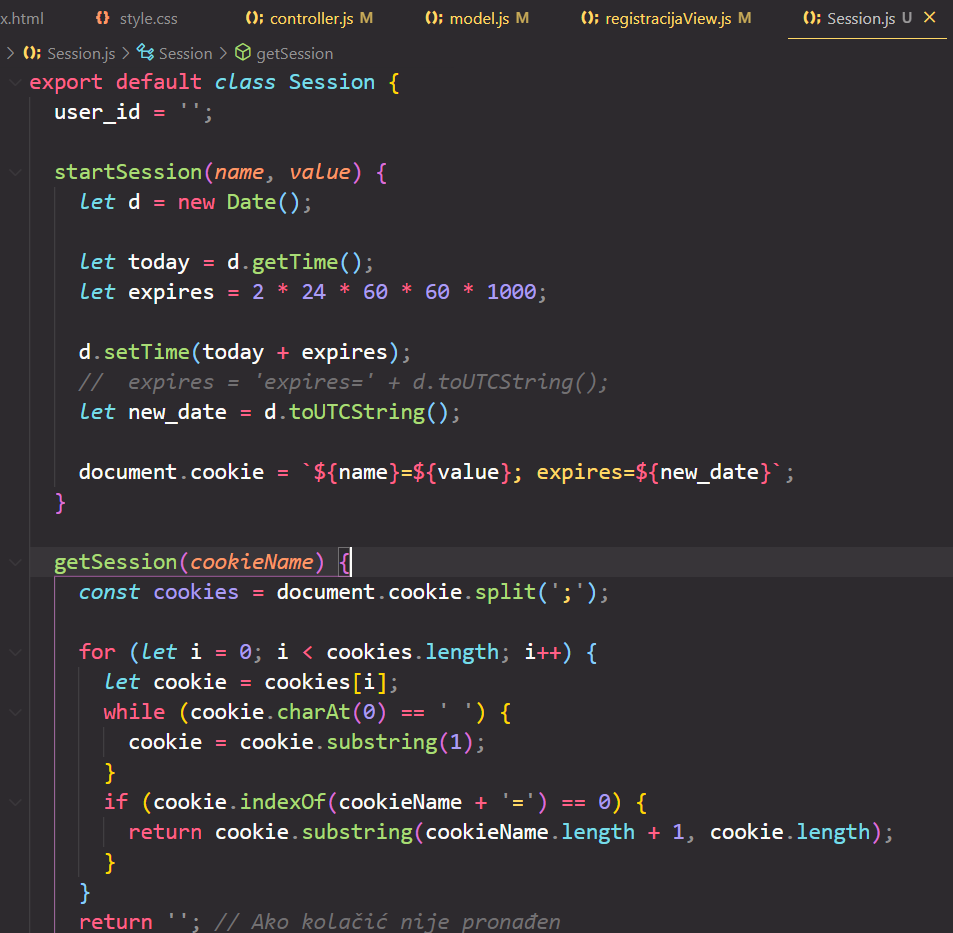 x.html style.css controller.js M model.js M registracijaView.js M Session.js U
Session.js > Session > getSession
export default class Session {
  user_id = '';

  startSession(name, value) {
    let d = new Date();

    let today = d.getTime();
    let expires = 2 * 24 * 60 * 60 * 1000;

    d.setTime(today + expires);
    //  expires = 'expires=' + d.toUTCString();
    let new_date = d.toUTCString();

    document.cookie = `${name}=${value}; expires=${new_date}`;
  }

  getSession(cookieName) {
    const cookies = document.cookie.split(';');

    for (let i = 0; i < cookies.length; i++) {
      let cookie = cookies[i];
      while (cookie.charAt(0) == ' ') {
        cookie = cookie.substring(1);
      }
      if (cookie.indexOf(cookieName + '=') == 0) {
        return cookie.substring(cookieName.length + 1, cookie.length);
      }
    }
    return ''; // Ako kolačić nije pronađen